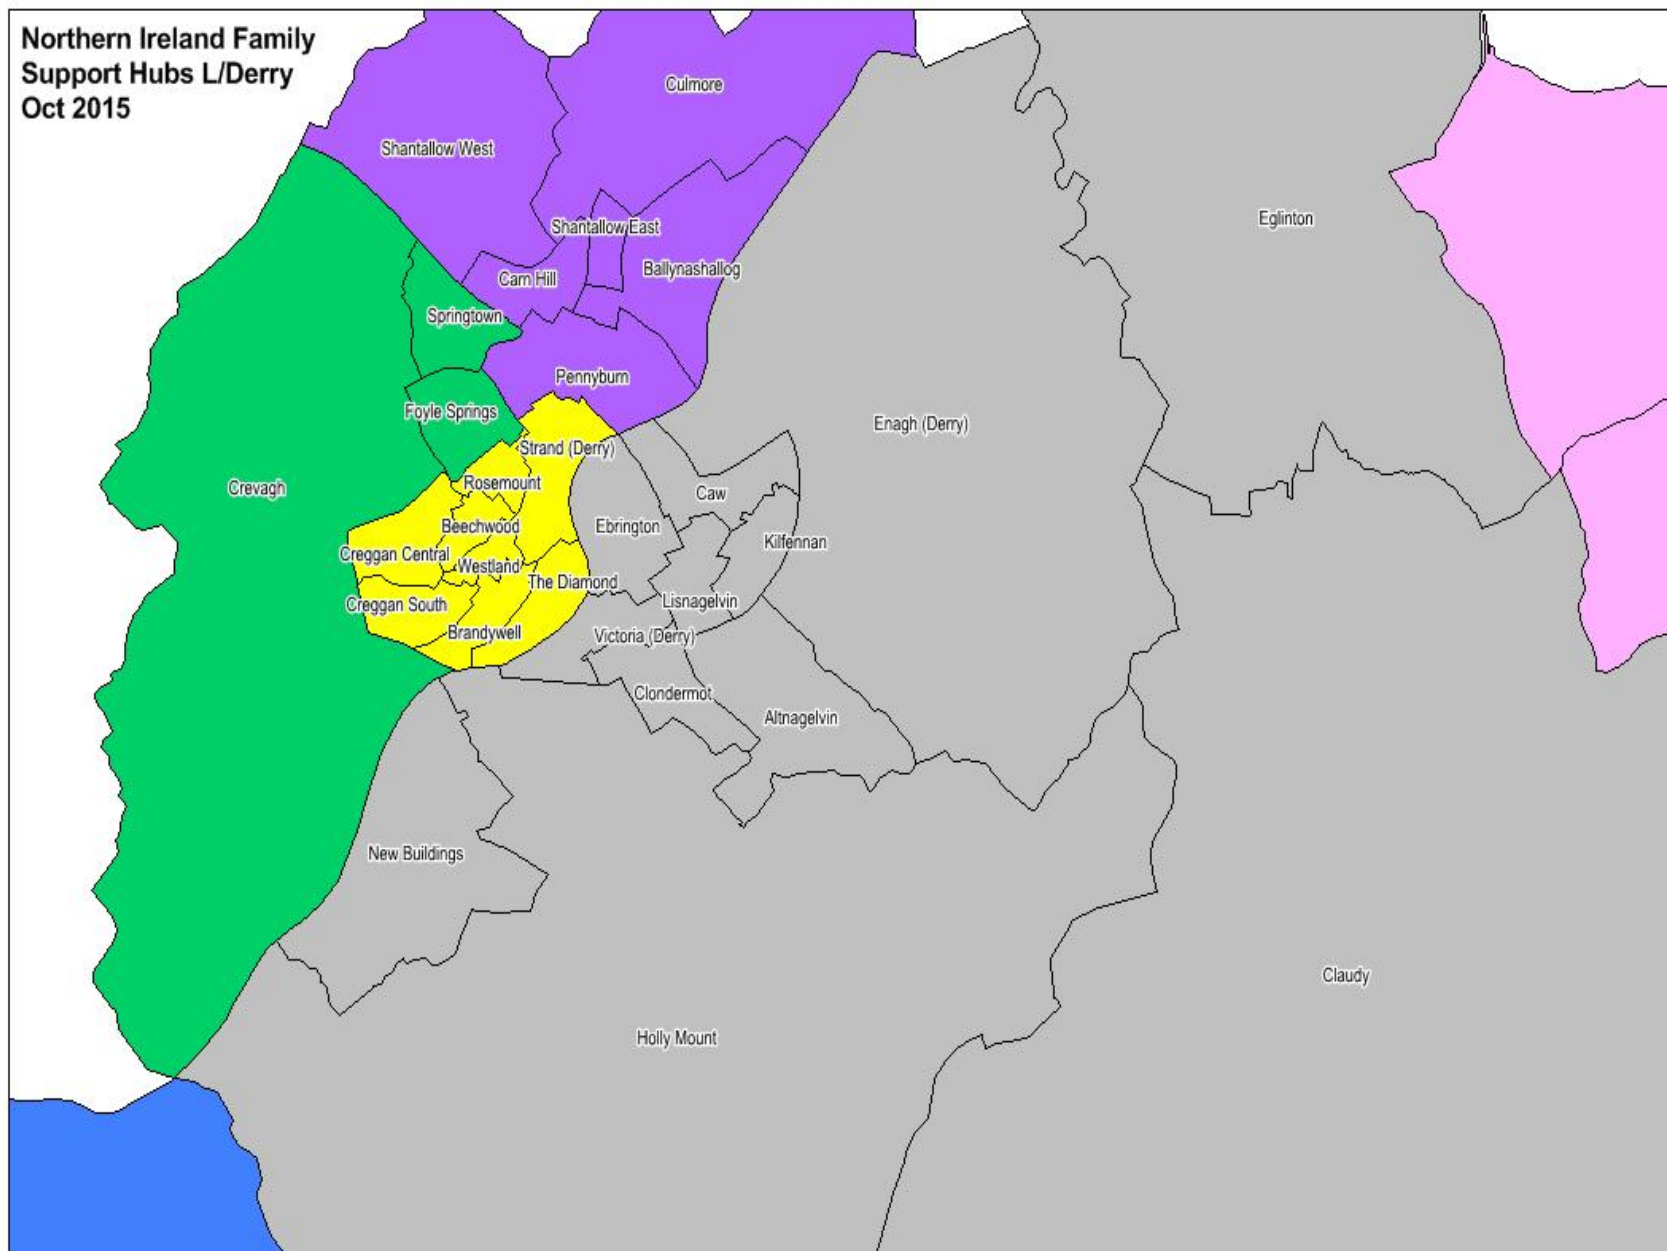 Northern Ireland Family
Support Hubs L/Derry
Oct 2015
Culmore
Shantallow West
Eglinton
Shantallow East
Ballynashallog
Carn Hill
Springtown
Pennyburn
Foyle Springs
Enagh (Derry)
Strand (Derry)
Rosemount
Crevagh
Caw
Beechwood
Ebrington
Kilfennan
Creggan Central
Westland
The Diamond
Creggan South
Lisnagelvin
Brandywell
Victoria (Derry)
Clondermot
Altnagelvin
New Buildings
Claudy
Holly Mount